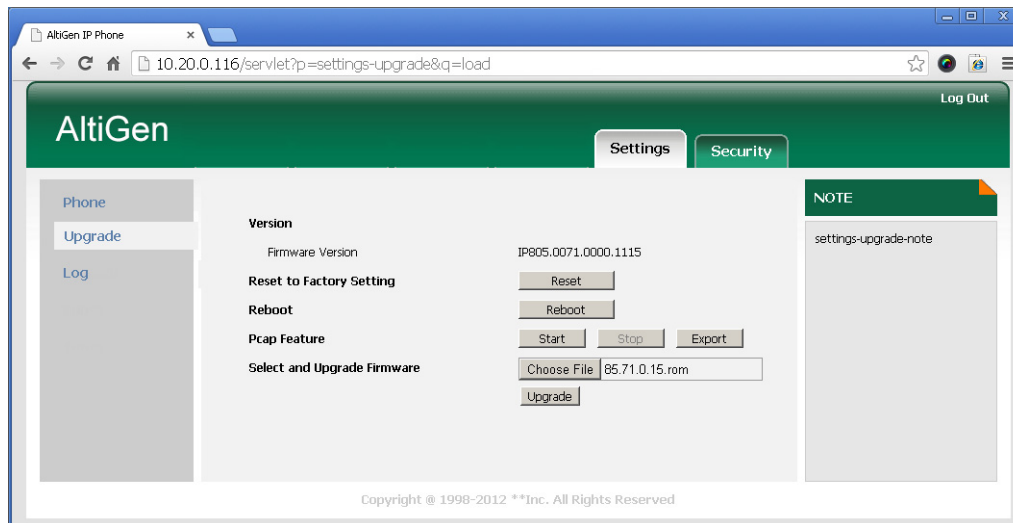 AltiGen IP Phone
10.20.0.116/servlet?p=settings-upgrade&q=load
Log Out
AltiGen
Settings
Security
Phone
Upgrade
Log
Version
Firmware Version IP805.0071.0000.1115
Reset to Factory Setting Reset
Reboot Reboot
Pcap Feature Start Stop Export
Select and Upgrade Firmware Choose File 85.71.0.15.rom
Upgrade
NOTE
settings-upgrade-note
Copyright @ 1998-2012 **Inc. All Rights Reserved